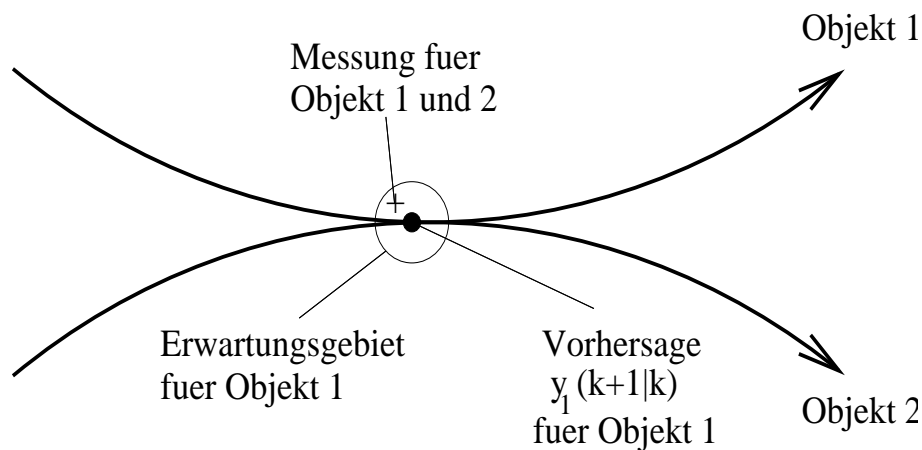 Objekt 1
Messung fuer
Objekt 1 und 2
+
Erwartungsgebiet
fuer Objekt 1
Vorhersage
y1(k+1|k)
fuer Objekt 1
Objekt 2